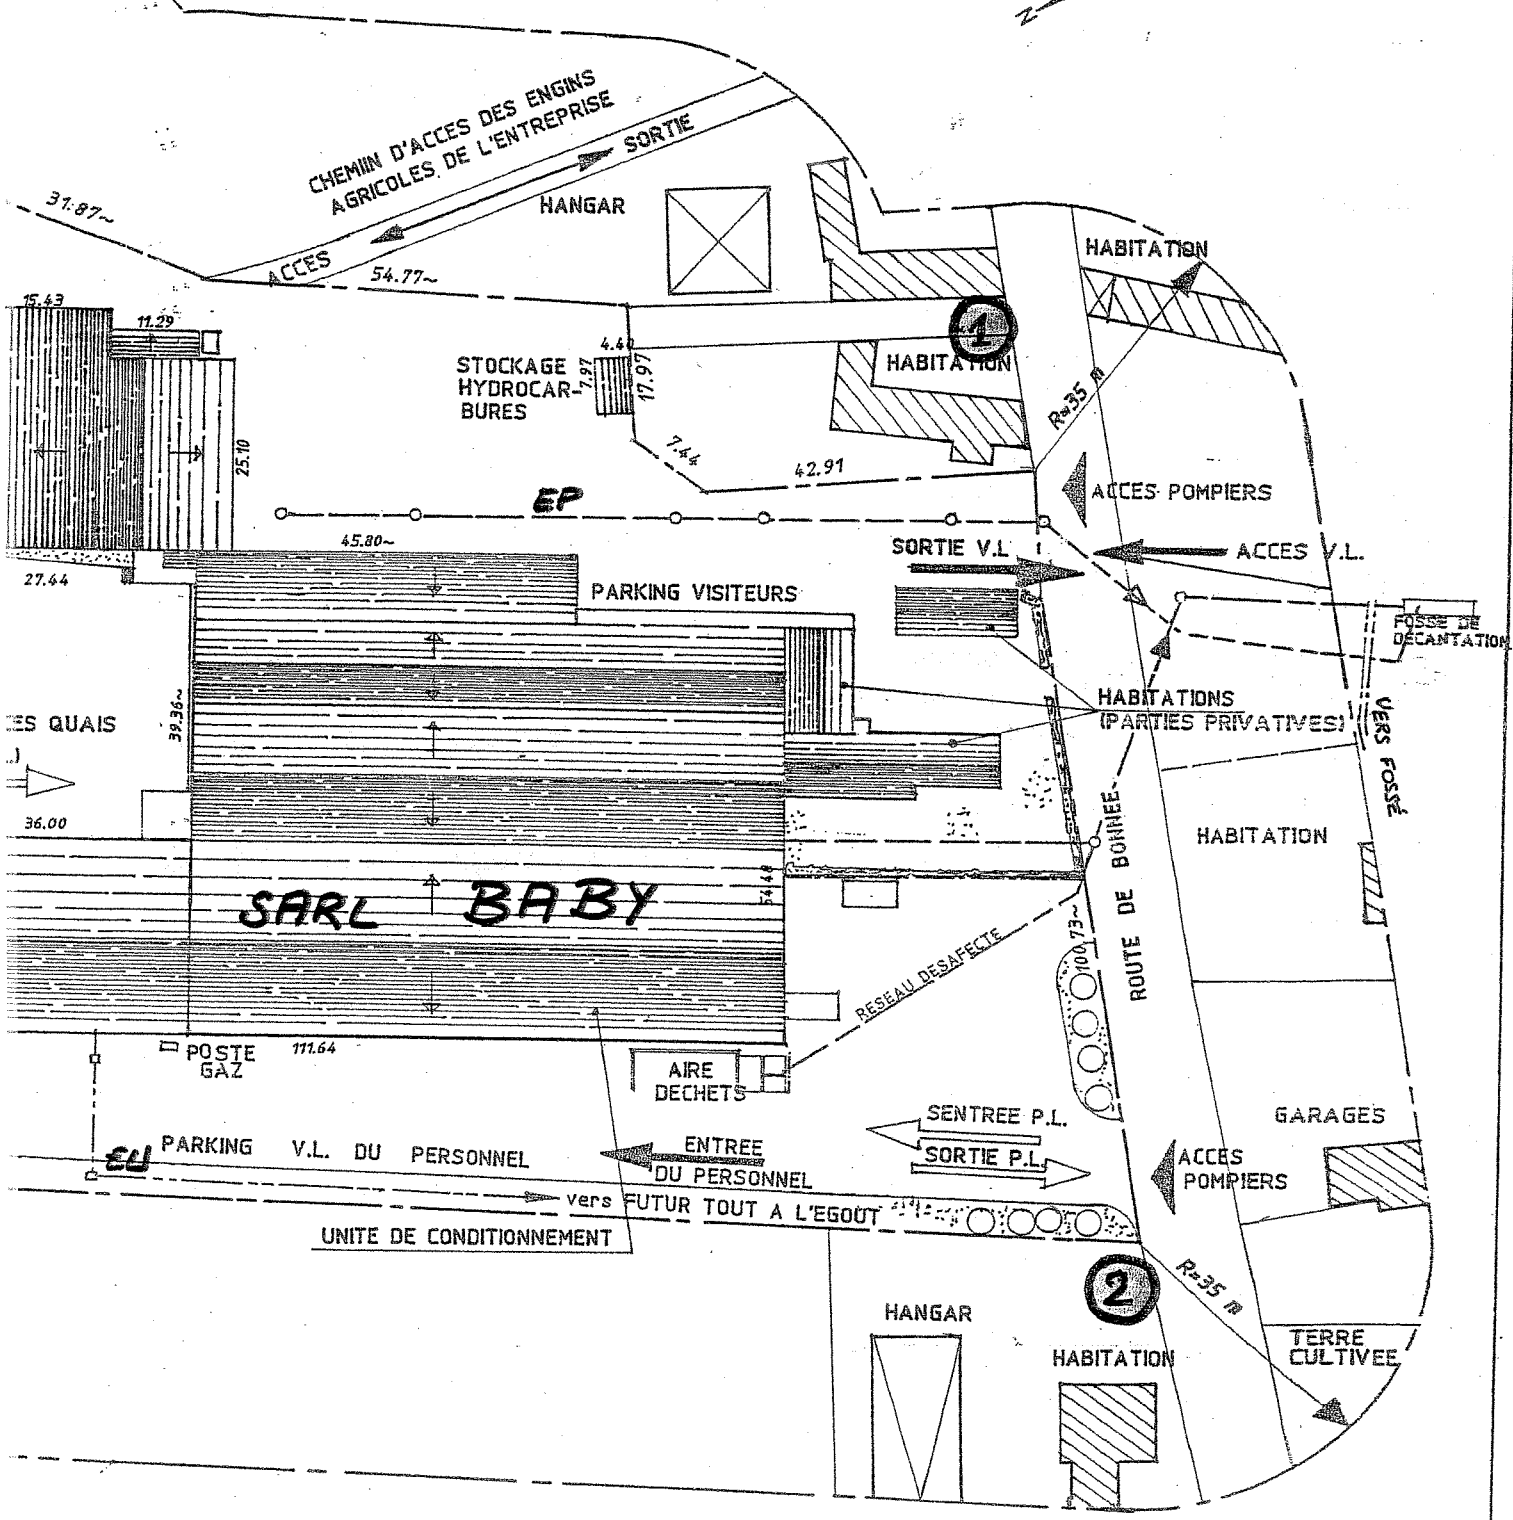 N
CHEMIIN D'ACCES DES ENGINS
AGRICOLES DE L'ENTREPRISE
SORTIE
ACCES
31.87~
54.77~
HANGAR
HABITATION
15.43
11.29
4.40
7.97
17.97
STOCKAGE
HYDROCAR-
BURES
1
HABITATION
R=35 m
25.10
7.44
42.91
ACCES POMPIERS
EP
45.80~
SORTIE V.L
ACCES V.L.
27.44
PARKING VISITEURS
FOSSE DE
DECANTATION
39.36~
ES QUAIS
HABITATIONS
(PARTIES PRIVATIVES)
VERS FOSSÉ
36.00
HABITATION
ROUTE DE BONNEE
SARL BABY
54.48
100.73~
RESEAU DESAFECTE
POSTE
GAZ
111.64
AIRE
DECHETS
GARAGES
SENTREE P.L.
SORTIE P.L.
EU
PARKING V.L. DU PERSONNEL
ENTREE
DU PERSONNEL
ACCES
POMPIERS
vers FUTUR TOUT A L'EGOUT
UNITE DE CONDITIONNEMENT
2
R=35 m
HANGAR
HABITATION
TERRE
CULTIVEE